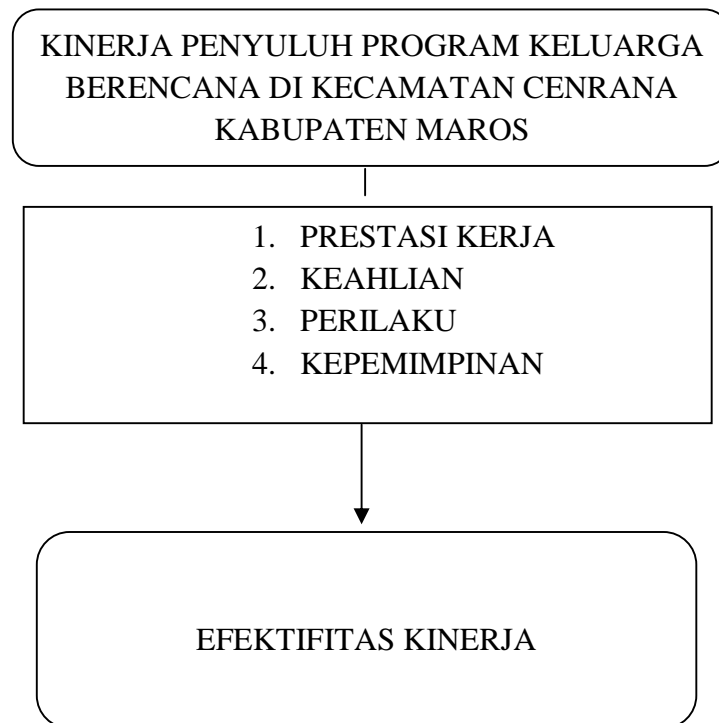 KINERJA PENYULUH PROGRAM KELUARGA
BERENCANA DI KECAMATAN CENRANA
KABUPATEN MAROS
1. PRESTASI KERJA
2. KEAHLIAN
3. PERILAKU
4. KEPEMIMPINAN
EFEKTIFITAS KINERJA